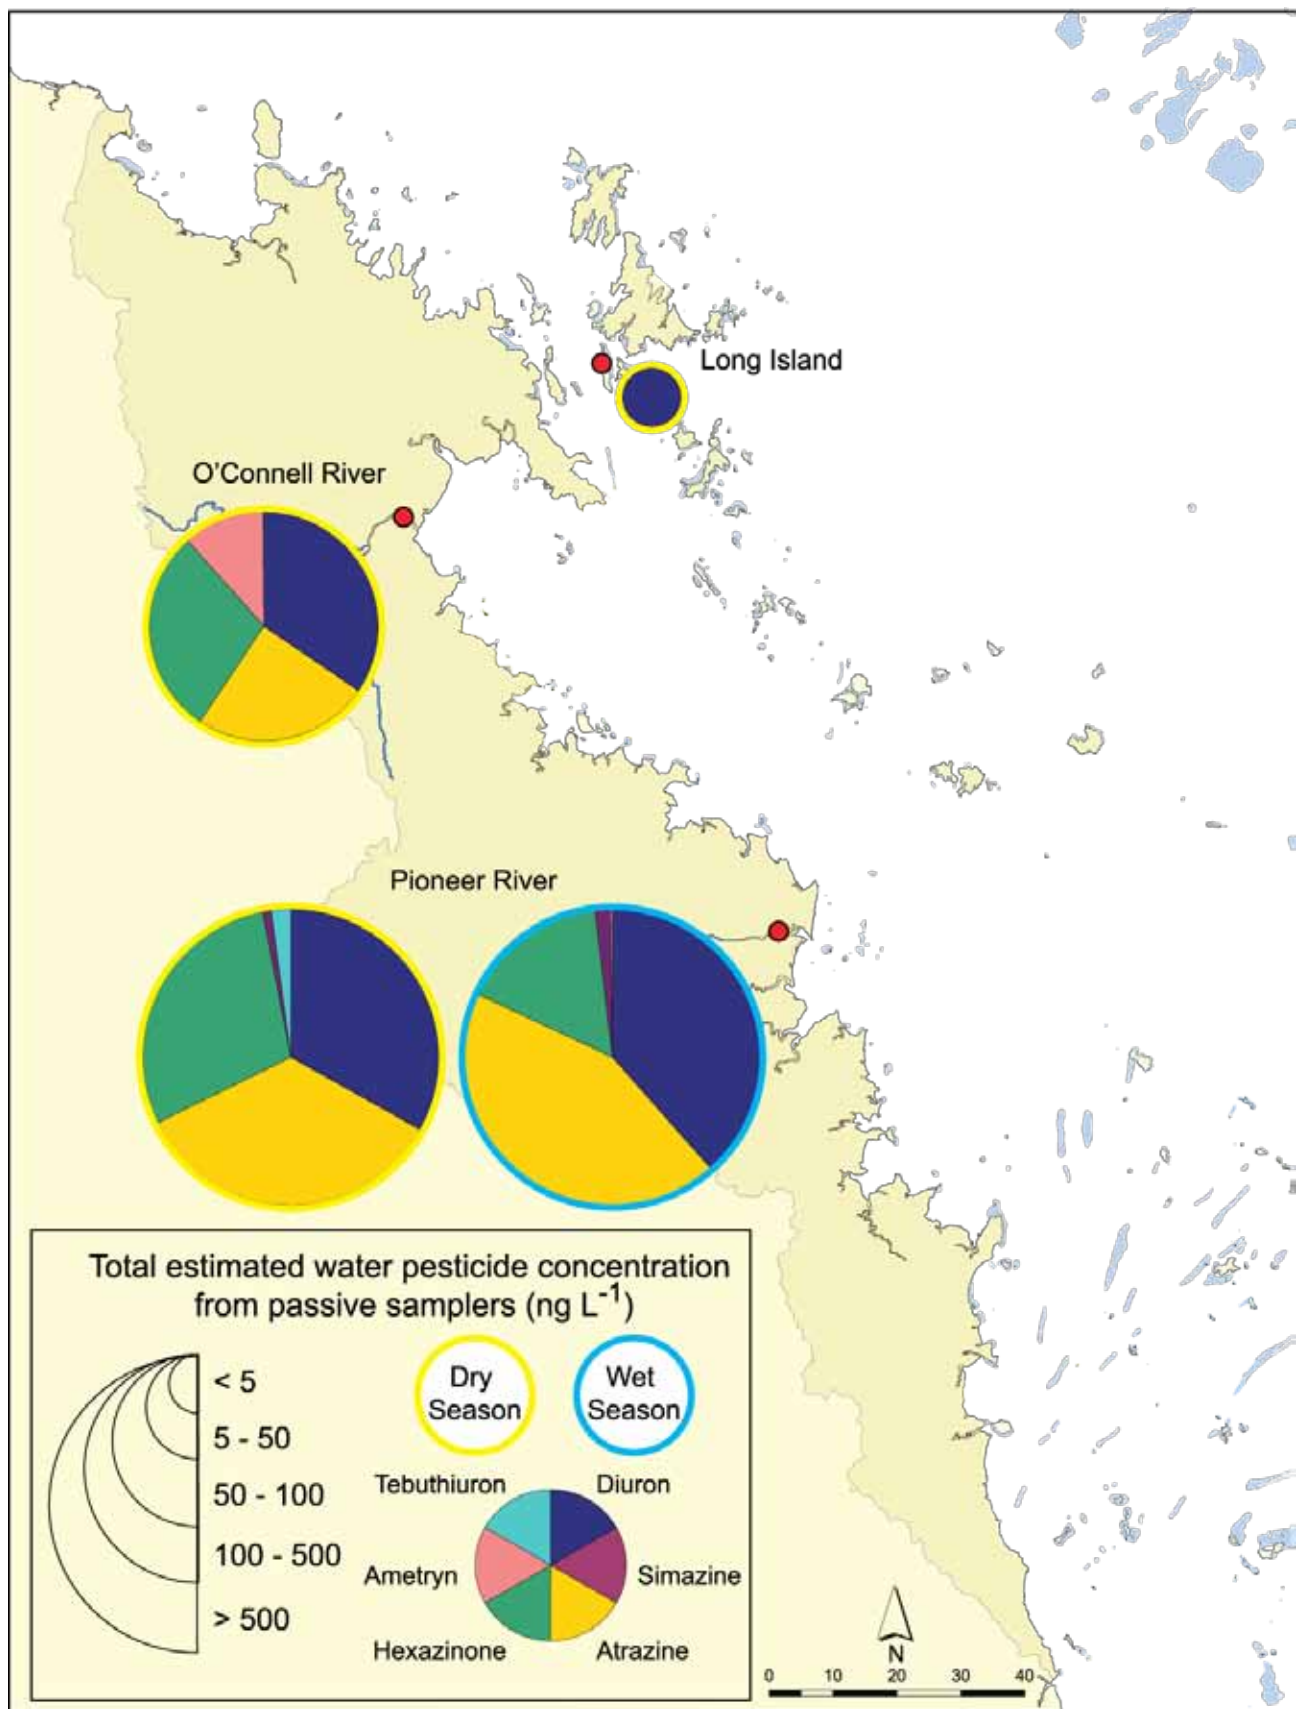 Long Island
O'Connell River
Pioneer River
Total estimated water pesticide concentration
from passive samplers (ng L⁻¹)
< 5
5 - 50
50 - 100
100 - 500
> 500
Dry
Season
Wet
Season
Tebuthiuron
Diuron
Ametryn
Simazine
Hexazinone
Atrazine
N
0 10 20 30 40